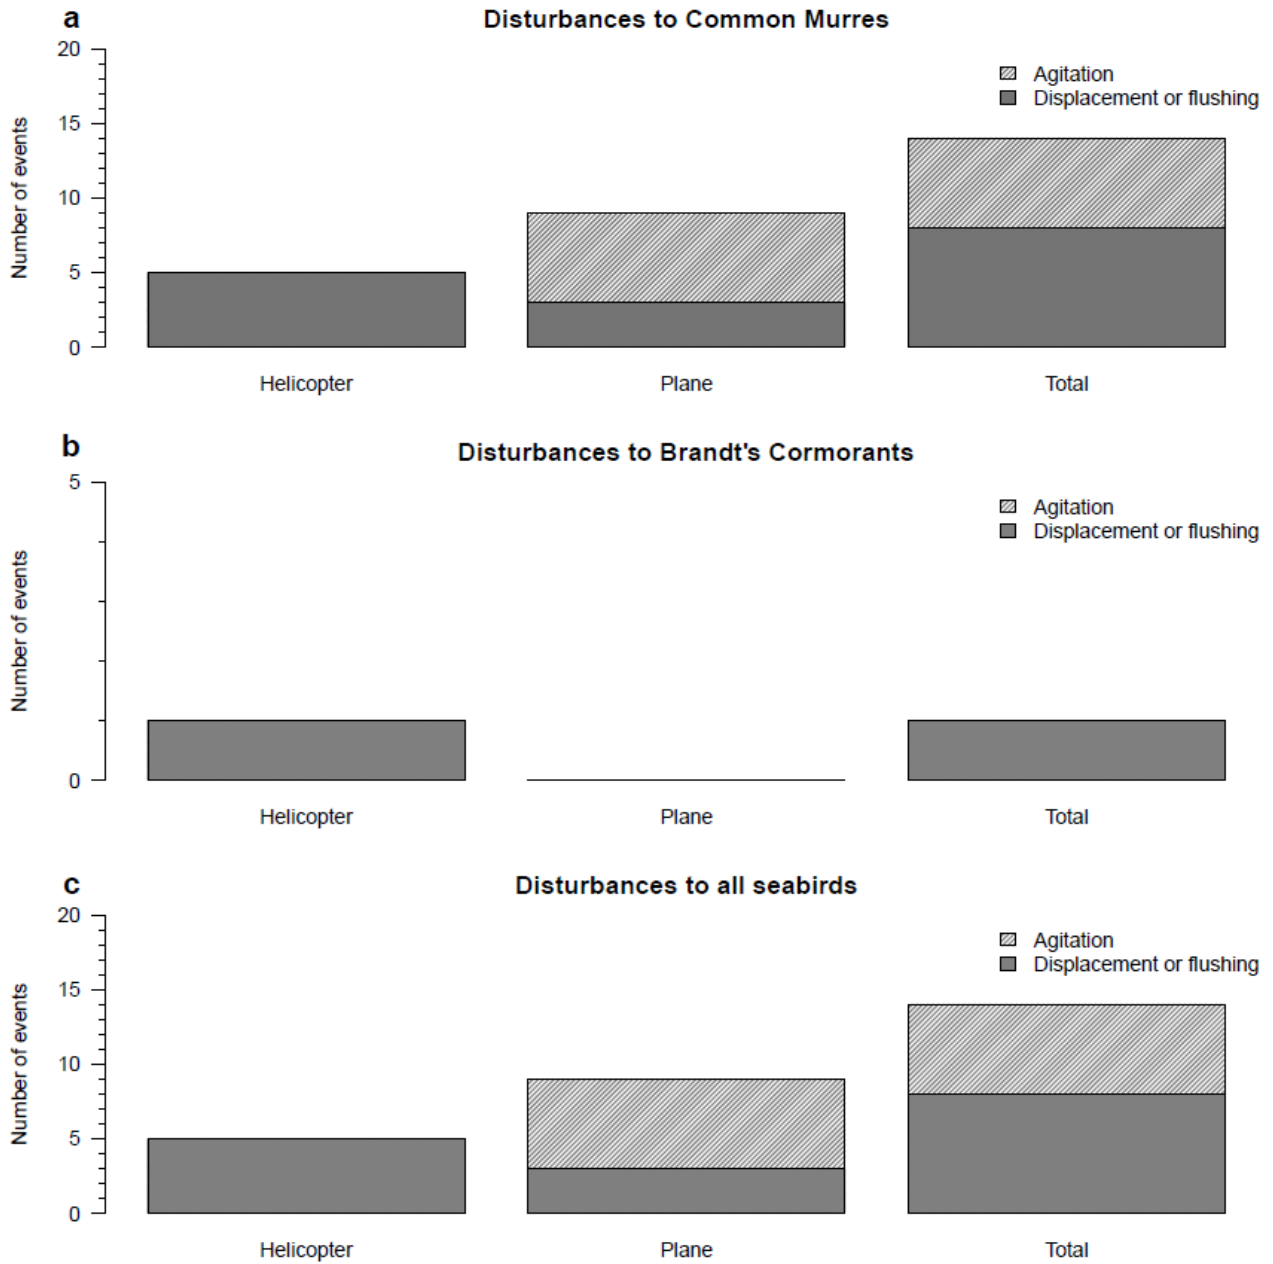 a
Disturbances to Common Murres
20
15
10
5
0
Number of events
Agitation
Displacement or flushing
Helicopter
Plane
Total
b
Disturbances to Brandt's Cormorants
5
0
Number of events
Agitation
Displacement or flushing
Helicopter
Plane
Total
c
Disturbances to all seabirds
20
15
10
5
0
Number of events
Agitation
Displacement or flushing
Helicopter
Plane
Total